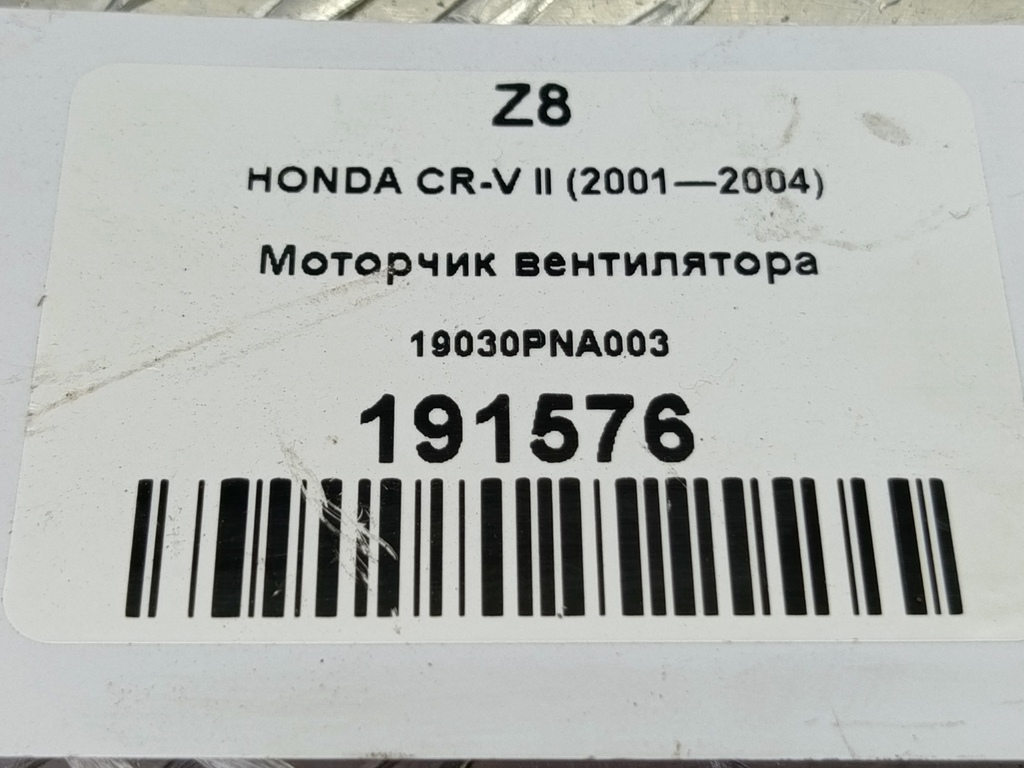 Z8
HONDA CR-V II (2001—2004)
Моторчик вентилятора
19030PNA003
191576